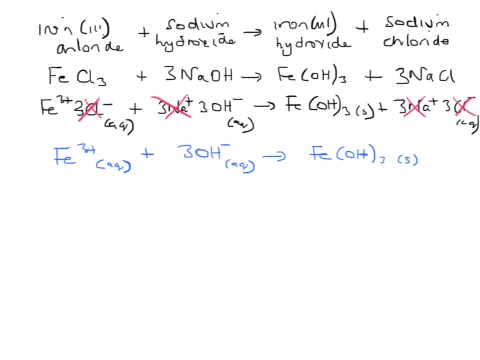 iron (III) chloride + sodium hydroxide → iron (III) hydroxide + sodium chloride
FeCl₃ + 3NaOH → Fe(OH)₃ + 3NaCl
Fe³⁺ 3Cl⁻ (aq) + 3Na⁺ 3OH⁻ (aq) → Fe(OH)₃ (s) + 3Na⁺ 3Cl⁻ (aq)
Fe³⁺ (aq) + 3OH⁻ (aq) → Fe(OH)₃ (s)